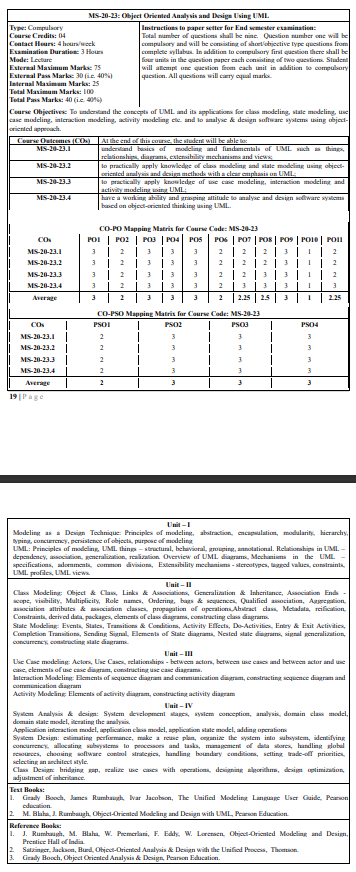 MS-20-23: Object Oriented Analysis and Design Using UML
Type: Compulsory
Course Credits: 04
Contact Hours: 4 hours/week
Examination Duration: 3 Hours
Mode: Lecture
External Maximum Marks: 75
External Pass Marks: 30 (i.e. 40%)
Internal Maximum Marks: 25
Total Maximum Marks: 100
Total Pass Marks: 40 (i.e. 40%)
Instructions to paper setter for End semester examination:
Total number of questions shall be nine. Question number one will be
compulsory and will be consisting of short/objective type questions from
complete syllabus. In addition to compulsory first question there shall be
four units in the question paper each consisting of two questions. Student
will attempt one question from each unit in addition to compulsory
question. All questions will carry equal marks.
Course Objectives: To understand the concepts of UML and its applications for class modeling, state modeling, use
case modeling, interaction modeling, activity modeling etc. and to analyse & design software systems using object-
oriented approach.
Course Outcomes (COs) At the end of this course, the student will be able to:
MS-20-23.1 understand basics of modeling and fundamentals of UML such as things,
relationships, diagrams, extensibility mechanisms and views;
MS-20-23.2 to practically apply knowledge of class modeling and state modeling using object-
oriented analysis and design methods with a clear emphasis on UML;
MS-20-23.3 to practically apply knowledge of use case modeling, interaction modeling and
activity modeling using UML;
MS-20-23.4 have a working ability and grasping attitude to analyse and design software systems
based on object-oriented thinking using UML.
CO-PO Mapping Matrix for Course Code: MS-20-23
COs PO1 PO2 PO3 PO4 PO5 PO6 PO7 PO8 PO9 PO10 PO11
MS-20-23.1 3 2 3 3 3 2 2 2 3 1 2
MS-20-23.2 3 2 3 3 3 2 2 2 3 1 2
MS-20-23.3 3 2 3 3 3 2 2 3 3 1 2
MS-20-23.4 3 2 3 3 3 2 3 3 3 1 3
Average 3 2 3 3 3 2 2.25 2.5 3 1 2.25
CO-PSO Mapping Matrix for Course Code: MS-20-23
COs PSO1 PSO2 PSO3 PSO4
MS-20-23.1 2 3 3 3
MS-20-23.2 2 3 3 3
MS-20-23.3 2 3 3 3
MS-20-23.4 2 3 3 3
Average 2 3 3 3
19 | Page
Unit – I
Modeling as a Design Technique: Principles of modeling, abstraction, encapsulation, modularity, hierarchy,
typing, concurrency, persistence of objects, purpose of modeling
UML: Principles of modeling, UML things – structural, behavioral, grouping, annotational. Relationships in UML –
dependency, association, generalization, realization. Overview of UML diagrams, Mechanisms in the UML –
specifications, adornments, common divisions, Extensibility mechanisms - stereotypes, tagged values, constraints,
UML profiles, UML views.
Unit – II
Class Modeling: Object & Class, Links & Associations, Generalization & Inheritance, Association Ends -
scope, visibility, Multiplicity, Role names, Ordering, bags & sequences, Qualified association, Aggregation,
association attributes & association classes, propagation of operations,Abstract class, Metadata, reification,
Constraints, derived data, packages, elements of class diagrams, constructing class diagrams.
State Modeling: Events, States, Transitions & Conditions, Activity Effects, Do-Activities, Entry & Exit Activities,
Completion Transitions, Sending Signal, Elements of State diagrams, Nested state diagrams, signal generalization,
concurrency, constructing state diagrams.
Unit – III
Use Case modeling: Actors, Use Cases, relationships - between actors, between use cases and between actor and use
case, elements of use case diagram, constructing use case diagrams.
Interaction Modeling: Elements of sequence diagram and communication diagram, constructing sequence diagram and
communication diagram
Activity Modeling: Elements of activity diagram, constructing activity diagram
Unit – IV
System Analysis & design: System development stages, system conception, analysis, domain class model,
domain state model, iterating the analysis.
Application interaction model, application class model, application state model, adding operations
System Design: estimating performance, make a reuse plan, organize the system into subsystem, identifying
concurrency, allocating subsystems to processors and tasks, management of data stores, handling global
resources, choosing software control strategies, handling boundary conditions, setting trade-off priorities,
selecting an architect style.
Class Design: bridging gap, realize use cases with operations, designing algorithms, design optimization,
adjustment of inheritance.
Text Books:
1. Grady Booch, James Rumbaugh, Ivar Jacobson, The Unified Modeling Language User Guide, Pearson
education.
2. M. Blaha, J. Rumbaugh, Object-Oriented Modeling and Design with UML, Pearson Education.
Reference Books:
1. J. Rumbaugh, M. Blaha, W. Premerlani, F. Eddy, W. Lorensen, Object-Oriented Modeling and Design,
Prentice Hall of India.
2. Satzinger, Jackson, Burd, Object-Oriented Analysis & Design with the Unified Process, Thomson.
3. Grady Booch, Object Oriented Analysis & Design, Pearson Education.